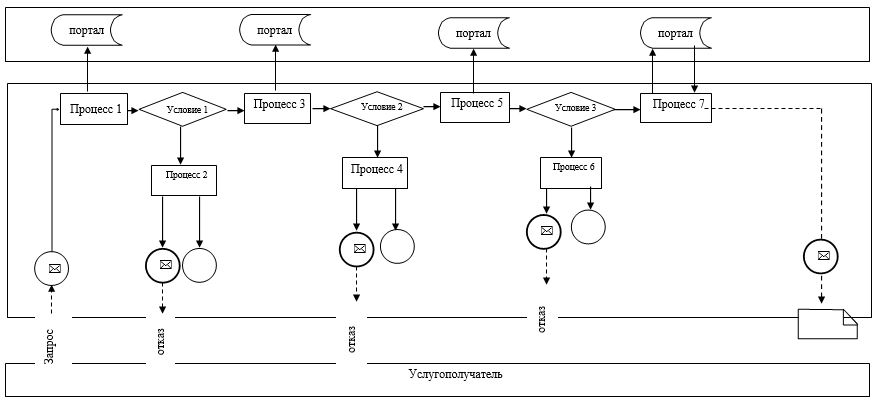 портал
портал
портал
портал
Процесс 1
Условие 1
Процесс 3
Условие 2
Процесс 5
Условие 3
Процесс 7
Процесс 2
Процесс 4
Процесс 6
Запрос
отказ
отказ
отказ
Услугополучатель